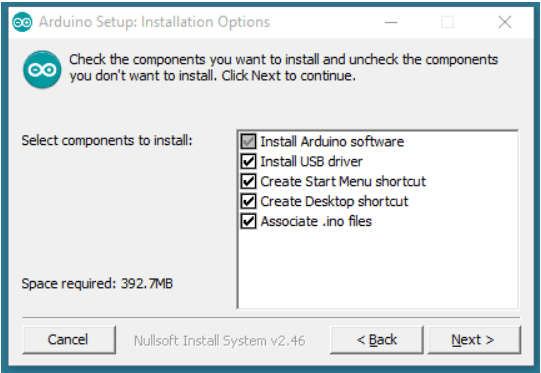 Arduino Setup: Installation Options
Check the components you want to install and uncheck the components
you don't want to install. Click Next to continue.
Select components to install:
Install Arduino software
Install USB driver
Create Start Menu shortcut
Create Desktop shortcut
Associate .ino files
Space required: 392.7MB
Cancel
Nullsoft Install System v2.46
< Back
Next >